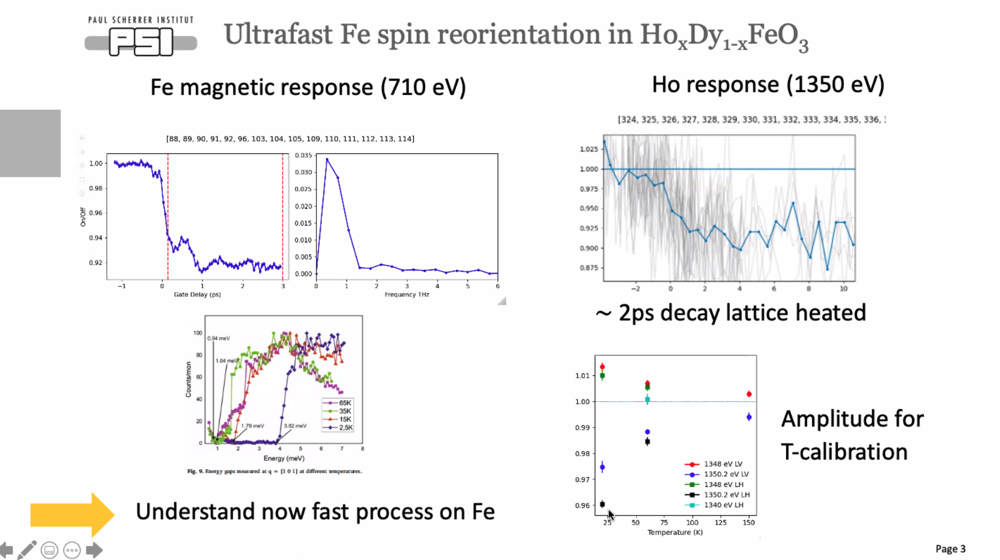 PAUL SCHERRER INSTITUT
PSI
Ultrafast Fe spin reorientation in HoxDy1-xFeO3
Fe magnetic response (710 eV)
Ho response (1350 eV)
[88, 89, 90, 91, 92, 96, 103, 104, 105, 109, 110, 111, 112, 113, 114]
1.00
0.98
0.96
0.94
0.92
On/Off
−1 0 1 2 3
Gate Delay (ps)
0.035
0.030
0.025
0.020
0.015
0.010
0.005
0.000
0 1 2 3 4 5 6
Frequency THz
[324, 325, 326, 327, 328, 329, 330, 331, 332, 333, 334, 335, 336,
1.025
1.000
0.975
0.950
0.925
0.900
0.875
−2 0 2 4 6 8 10
~ 2ps decay lattice heated
100
80
60
40
20
0
Counts/mon
0.94 meV
1.04 meV
1.79 meV
3.82 meV
65K
35K
15K
2,5K
1 2 3 4 5 6 7 8
Energy (meV)
Fig. 9. Energy gaps measured at q = [1 0 1] at different temperatures.
1.01
1.00
0.99
0.98
0.97
0.96
1348 eV LV
1350.2 eV LV
1348 eV LH
1350.2 eV LH
1340 eV LH
25 50 75 100 125 150
Temperature (K)
Amplitude for
T-calibration
Understand now fast process on Fe
Page 3